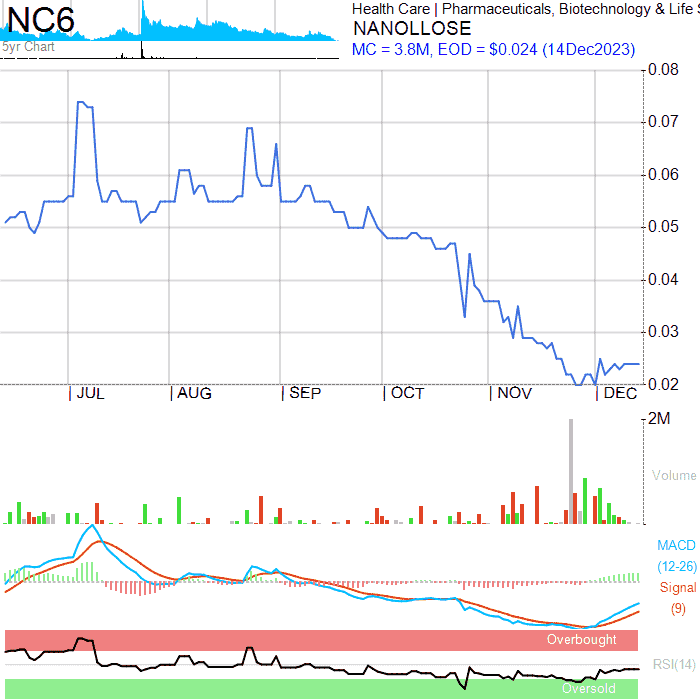 NC6
5yr Chart
Health Care | Pharmaceuticals, Biotechnology & Life S
NANOLLOSE
MC = 3.8M, EOD = $0.024 (14Dec2023)
0.08
0.07
0.06
0.05
0.04
0.03
0.02
JUL AUG SEP OCT NOV DEC
2M
Volume
MACD
(12-26)
Signal
(9)
Overbought
RSI(14)
Oversold